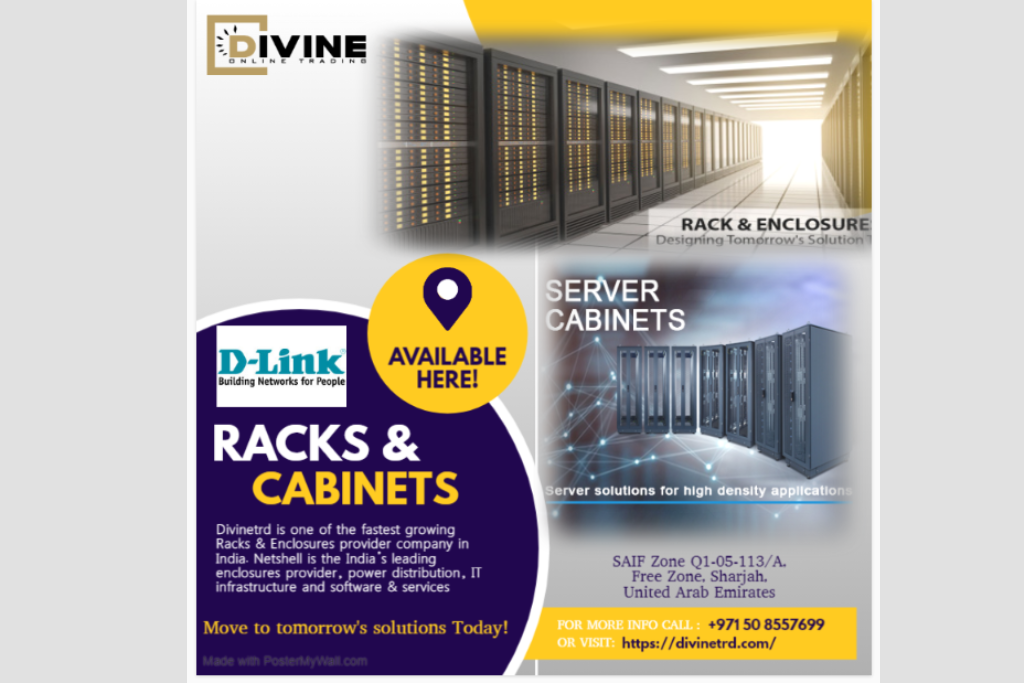 DIVINE
ONLINE TRADING
RACK & ENCLOSURE
Designing Tomorrow's Solution T
SERVER
CABINETS
AVAILABLE
HERE!
D-Link®
Building Networks for People
RACKS &
CABINETS
Server solutions for high density applications
Divinetrd is one of the fastest growing
Racks & Enclosures provider company in
India. Netshell is the India's leading
enclosures provider, power distribution, IT
infrastructure and software & services
SAIF Zone Q1-05-113/A,
Free Zone, Sharjah,
United Arab Emirates
Move to tomorrow's solutions Today!
FOR MORE INFO CALL : +971 50 8557699
OR VISIT: https://divinetrd.com/
Made with PosterMyWall.com